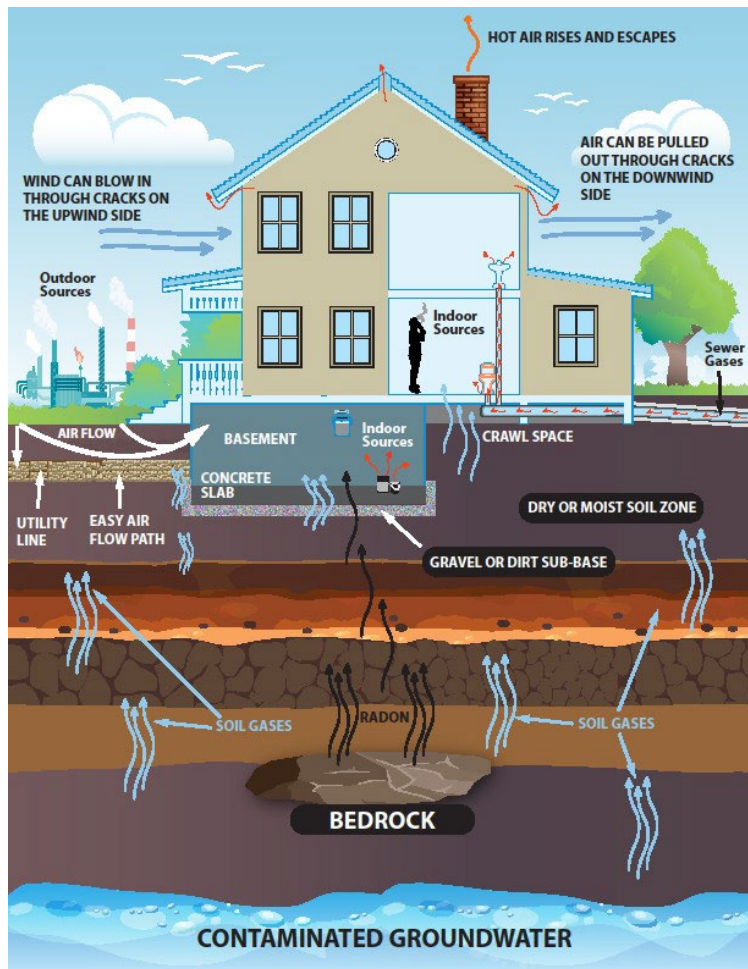 HOT AIR RISES AND ESCAPES
AIR CAN BE PULLED
OUT THROUGH CRACKS
ON THE DOWNWIND
SIDE
WIND CAN BLOW IN
THROUGH CRACKS ON
THE UPWIND SIDE
Outdoor
Sources
Indoor
Sources
Sewer
Gases
AIR FLOW
BASEMENT
Indoor
Sources
CRAWL SPACE
CONCRETE
SLAB
UTILITY
LINE
EASY AIR
FLOW PATH
DRY OR MOIST SOIL ZONE
GRAVEL OR DIRT SUB-BASE
SOIL GASES
RADON
SOIL GASES
BEDROCK
CONTAMINATED GROUNDWATER